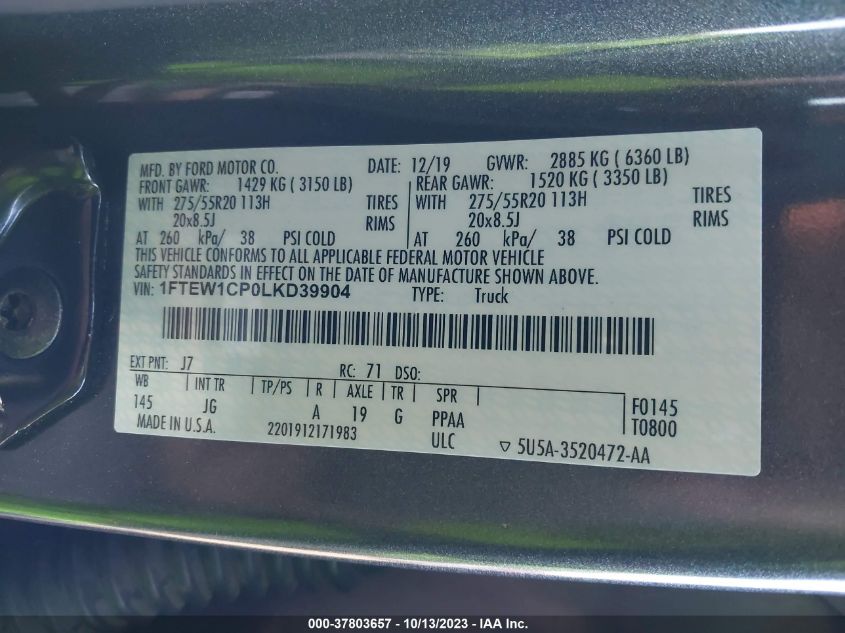 MFD. BY FORD MOTOR CO. DATE: 12/19 GVWR: 2885 KG ( 6360 LB)
FRONT GAWR: 1429 KG ( 3150 LB) REAR GAWR: 1520 KG ( 3350 LB)
WITH 275/55R20 113H TIRES WITH 275/55R20 113H TIRES
20x8.5J RIMS 20x8.5J RIMS
AT 260 kPa/ 38 PSI COLD AT 260 kPa/ 38 PSI COLD
THIS VEHICLE CONFORMS TO ALL APPLICABLE FEDERAL MOTOR VEHICLE
SAFETY STANDARDS IN EFFECT ON THE DATE OF MANUFACTURE SHOWN ABOVE.
VIN: 1FTEW1CP0LKD39904 TYPE: Truck
EXT PNT: J7 RC: 71 DSO:
WB INT TR TP/PS R AXLE TR SPR
145 JG A 19 G PPAA F0145
MADE IN U.S.A. 2201912171983 ULC T0800
▽ 5U5A-3520472-AA
000-37803657 - 10/13/2023 - IAA Inc.